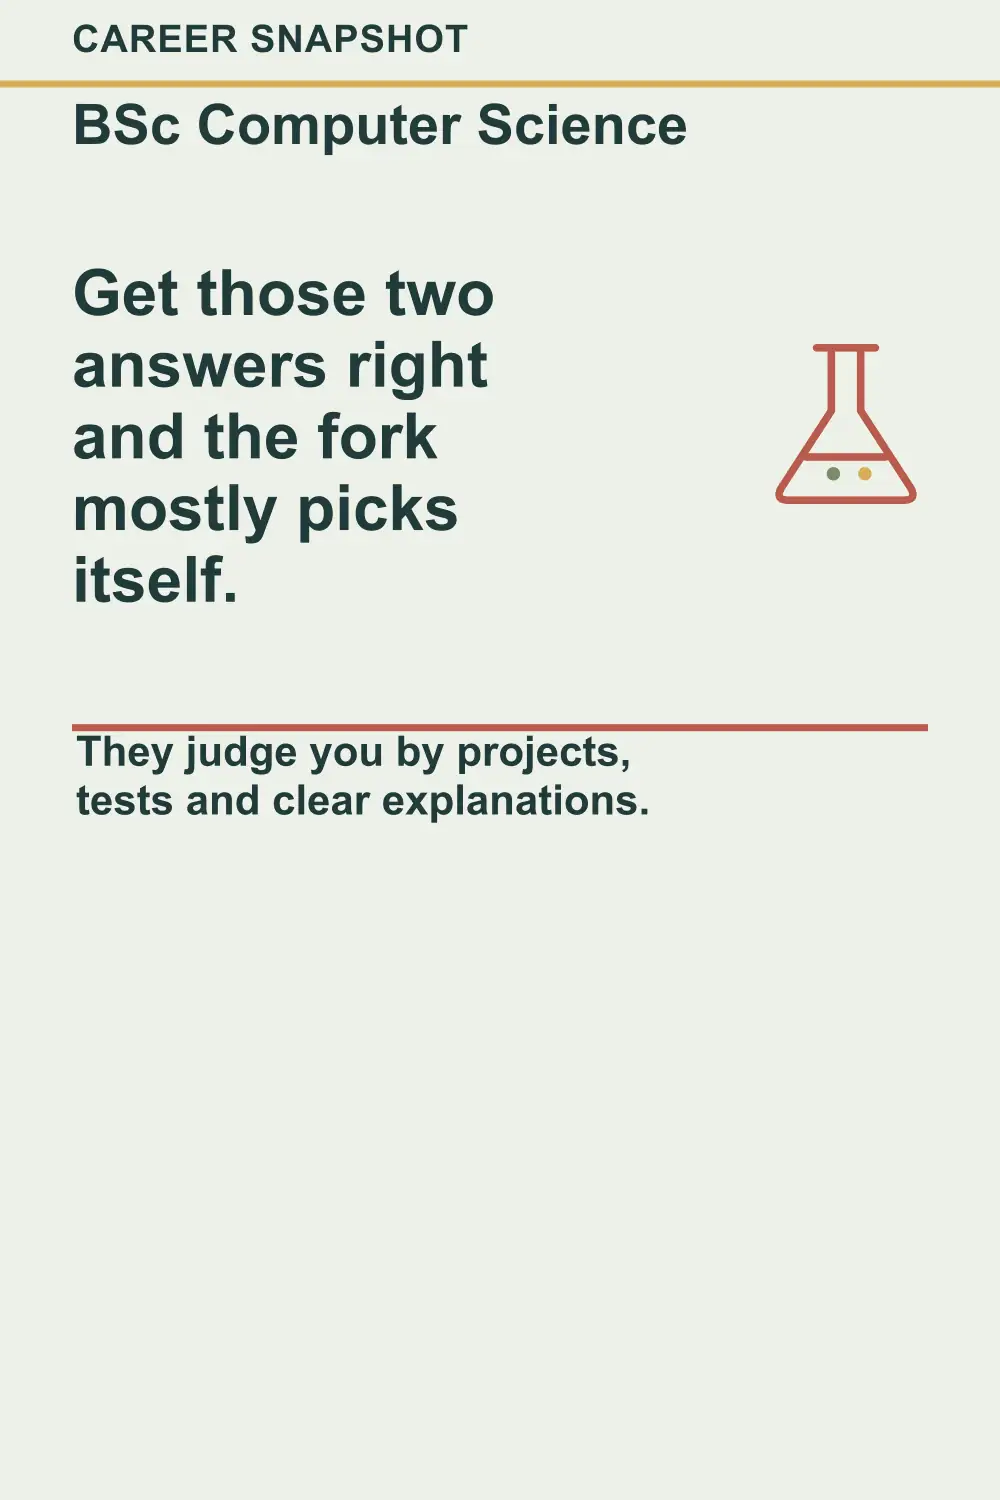 CAREER SNAPSHOT
BSc Computer Science
Get those two
answers right
and the fork
mostly picks
itself.
They judge you by projects,
tests and clear explanations.